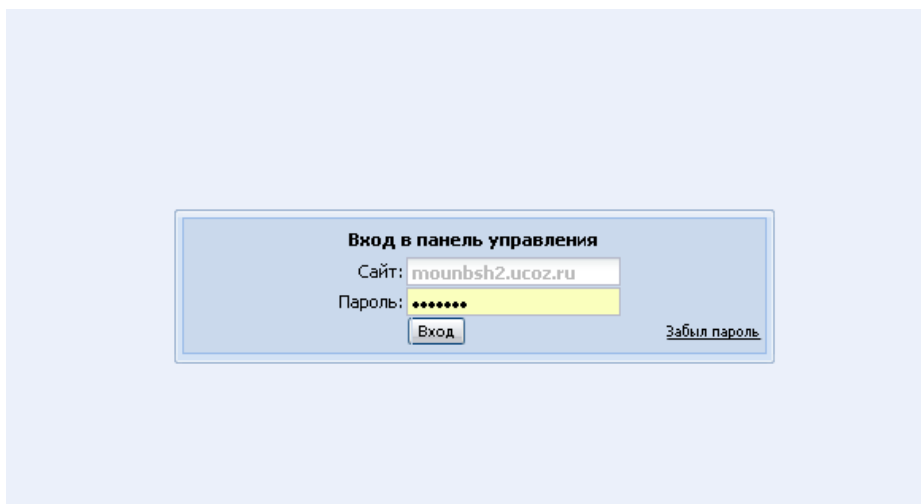 Вход в панель управления
Сайт: mounbsh2.ucoz.ru
Пароль: •••••••
Вход Забыл пароль